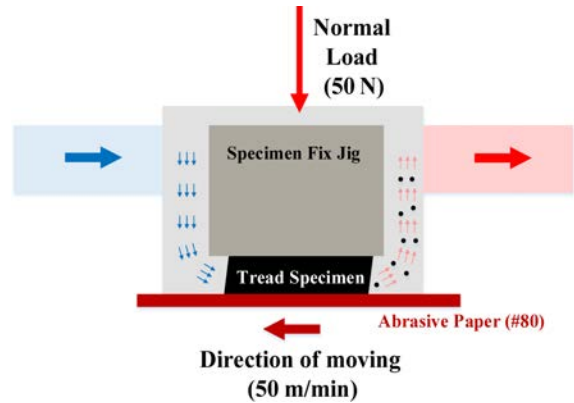 Normal
Load
(50 N)
Specimen Fix Jig
Tread Specimen
Abrasive Paper (#80)
Direction of moving
(50 m/min)